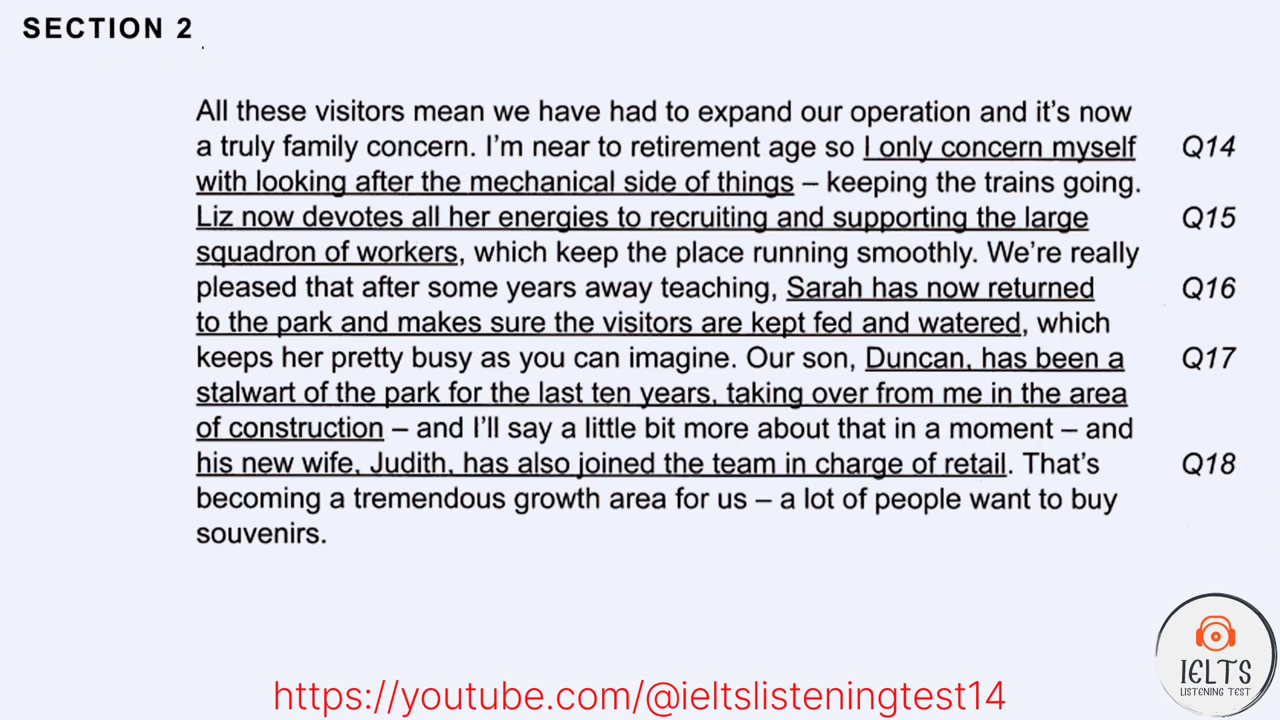 SECTION 2
All these visitors mean we have had to expand our operation and it's now
a truly family concern. I'm near to retirement age so I only concern myself Q14
with looking after the mechanical side of things – keeping the trains going.
Liz now devotes all her energies to recruiting and supporting the large Q15
squadron of workers, which keep the place running smoothly. We're really
pleased that after some years away teaching, Sarah has now returned Q16
to the park and makes sure the visitors are kept fed and watered, which
keeps her pretty busy as you can imagine. Our son, Duncan, has been a Q17
stalwart of the park for the last ten years, taking over from me in the area
of construction – and I'll say a little bit more about that in a moment – and
his new wife, Judith, has also joined the team in charge of retail. That's Q18
becoming a tremendous growth area for us – a lot of people want to buy
souvenirs.
IELTS
LISTENING TEST
https://youtube.com/@ieltslisteningtest14